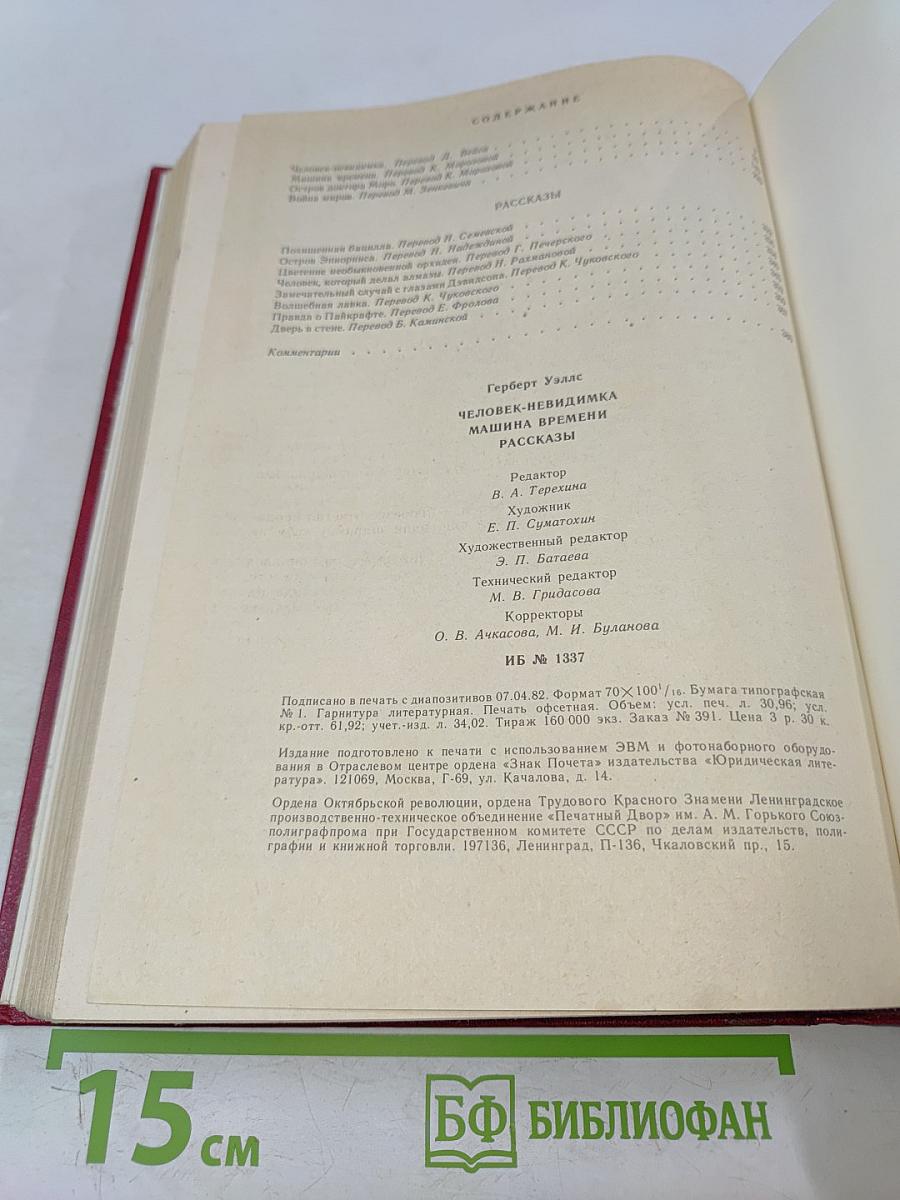 СОДЕРЖАНИЕ
Человек-невидимка. Перевод Д. Вейса
Машина времени. Перевод К. Морозовой
Остров доктора Моро. Перевод К. Морозовой
Война миров. Перевод М. Зенкевича
РАССКАЗЫ
Похищенная бацилла. Перевод Н. Семевской
Остров Эпиорниса. Перевод Н. Надеждиной
Цветение необыкновенной орхидеи. Перевод Г. Печерского
Человек, который делал алмазы. Перевод Н. Рахмановой
Замечательный случай с глазами Дэвидсона. Перевод К. Чуковского
Волшебная лавка. Перевод К. Чуковского
Правда о Пайкрафте. Перевод Е. Фролова
Дверь в стене. Перевод Б. Каминской
Комментарии
Герберт Уэллс
ЧЕЛОВЕК-НЕВИДИМКА
МАШИНА ВРЕМЕНИ
РАССКАЗЫ
Редактор
В. А. Терехина
Художник
Е. П. Суматохин
Художественный редактор
Э. П. Батаева
Технический редактор
М. В. Гридасова
Корректоры
О. В. Ачкасова, М. И. Буланова
ИБ № 1337
Подписано в печать с диапозитивов 07.04.82. Формат 70×100¹/₁₆. Бумага типографская
№ 1. Гарнитура литературная. Печать офсетная. Объем: усл. печ. л. 30,96; усл.
кр.-отт. 61,92; учет.-изд. л. 34,02. Тираж 160 000 экз. Заказ № 391. Цена 3 р. 30 к.
Издание подготовлено к печати с использованием ЭВМ и фотонаборного оборудо-
вания в Отраслевом центре ордена «Знак Почета» издательства «Юридическая лите-
ратура». 121069, Москва, Г-69, ул. Качалова, д. 14.
Ордена Октябрьской революции, ордена Трудового Красного Знамени Ленинградское
производственно-техническое объединение «Печатный Двор» им. А. М. Горького Союз-
полиграфпрома при Государственном комитете СССР по делам издательств, поли-
графии и книжной торговли. 197136, Ленинград, П-136, Чкаловский пр., 15.
15 см
БФ БИБЛИОФАН